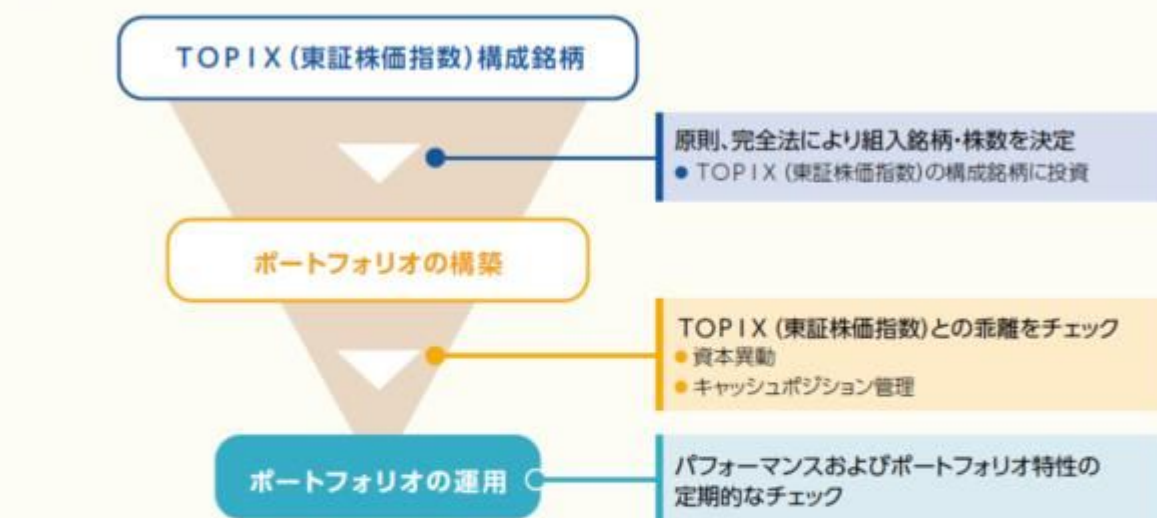 TOPIX(東証株価指数)構成銘柄
原則、完全法により組入銘柄・株数を決定
● TOPIX(東証株価指数)の構成銘柄に投資
ポートフォリオの構築
TOPIX(東証株価指数)との乖離をチェック
● 資本異動
● キャッシュポジション管理
ポートフォリオの運用
パフォーマンスおよびポートフォリオ特性の
定期的なチェック